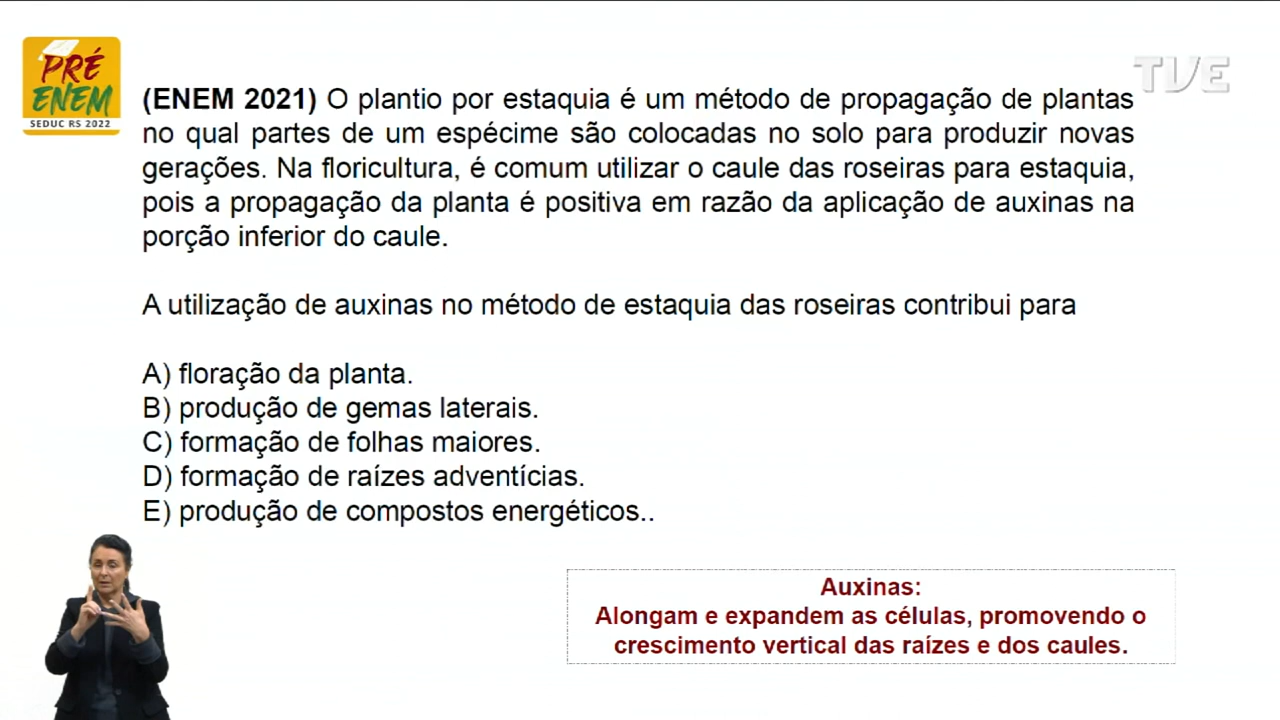 PRÉ
ENEM
SEDUC RS 2022
TVE
(ENEM 2021) O plantio por estaquia é um método de propagação de plantas
no qual partes de um espécime são colocadas no solo para produzir novas
gerações. Na floricultura, é comum utilizar o caule das roseiras para estaquia,
pois a propagação da planta é positiva em razão da aplicação de auxinas na
porção inferior do caule.
A utilização de auxinas no método de estaquia das roseiras contribui para
A) floração da planta.
B) produção de gemas laterais.
C) formação de folhas maiores.
D) formação de raízes adventícias.
E) produção de compostos energéticos..
Auxinas:
Alongam e expandem as células, promovendo o
crescimento vertical das raízes e dos caules.